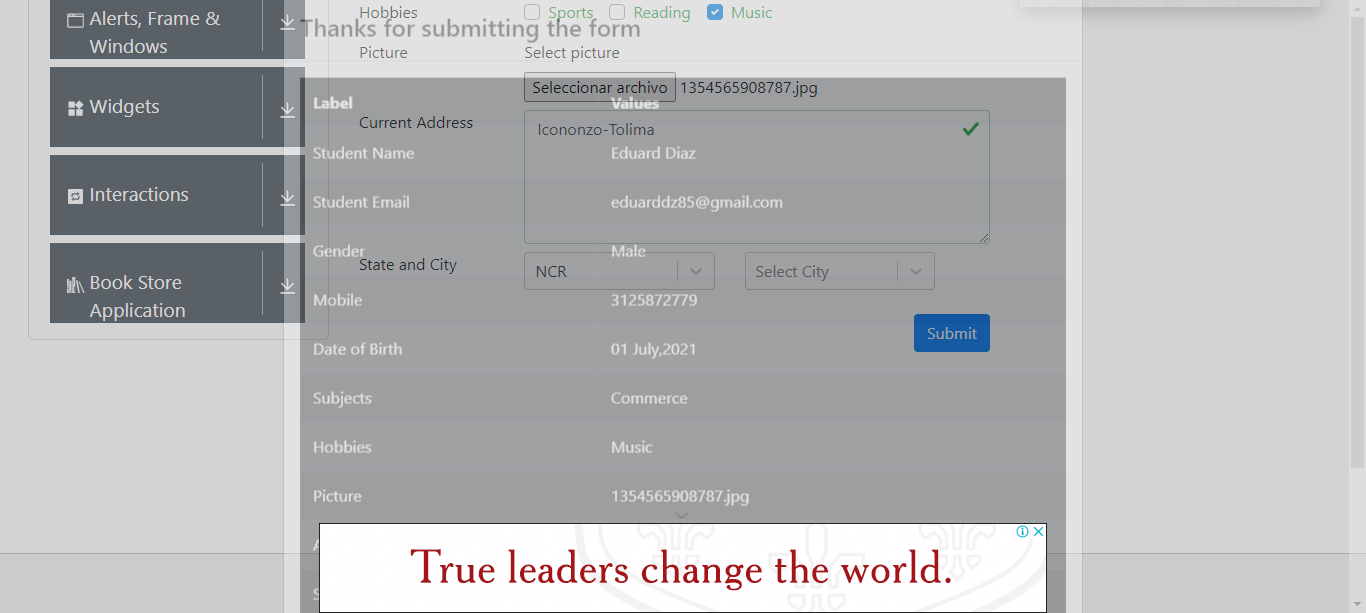 Alerts, Frame &
Windows
Widgets
Interactions
Book Store
Application
Hobbies
Sports Reading Music
Thanks for submitting the form
Picture Select picture
Seleccionar archivo 1354565908787.jpg
Label Values
Current Address Icononzo-Tolima
Student Name Eduard Diaz
Student Email eduarddz85@gmail.com
Gender Male
State and City NCR Select City
Mobile 3125872779
Submit
Date of Birth 01 July,2021
Subjects Commerce
Hobbies Music
Picture 1354565908787.jpg
True leaders change the world.